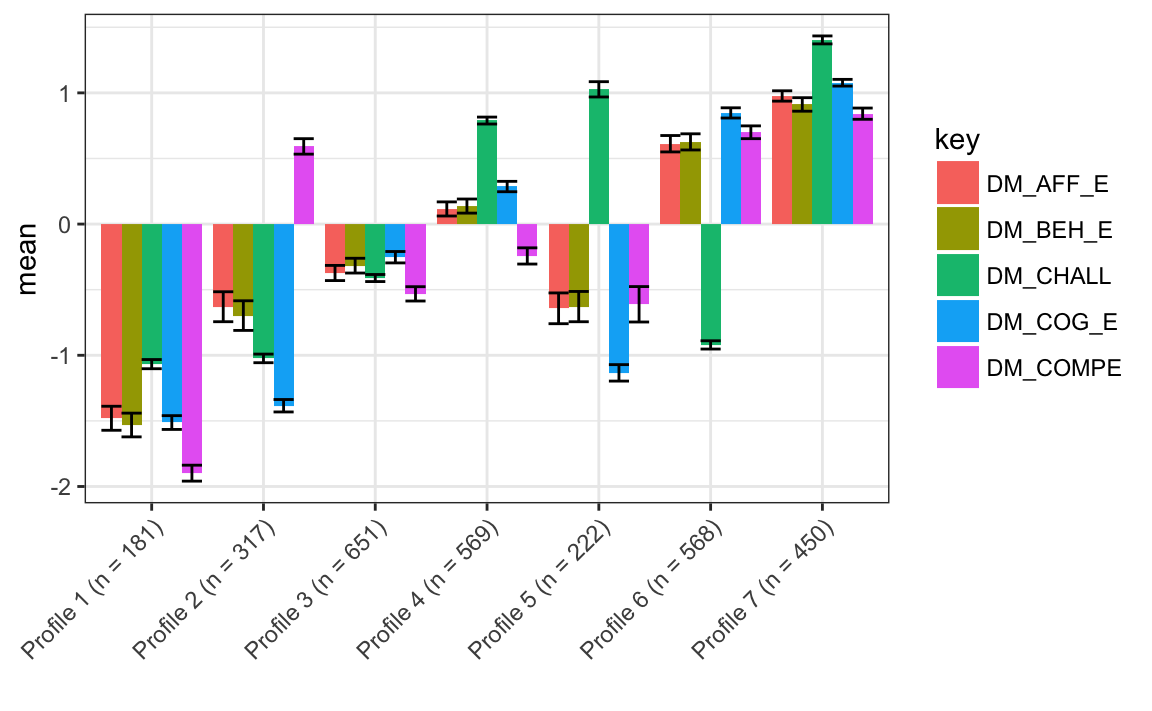 mean
1
0
-1
-2
Profile 1 (n = 181)
Profile 2 (n = 317)
Profile 3 (n = 651)
Profile 4 (n = 569)
Profile 5 (n = 222)
Profile 6 (n = 568)
Profile 7 (n = 450)
key
DM_AFF_E
DM_BEH_E
DM_CHALL
DM_COG_E
DM_COMPE